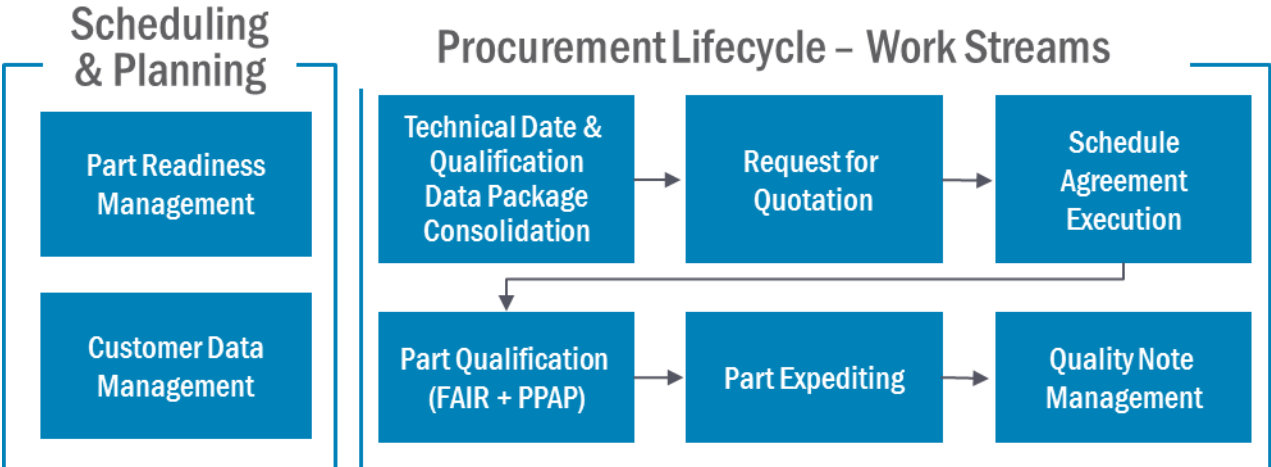 Scheduling
& Planning
Part Readiness
Management
Customer Data
Management
Procurement Lifecycle – Work Streams
Technical Date &
Qualification
Data Package
Consolidation
Request for
Quotation
Schedule
Agreement
Execution
Part Qualification
(FAIR + PPAP)
Part Expediting
Quality Note
Management